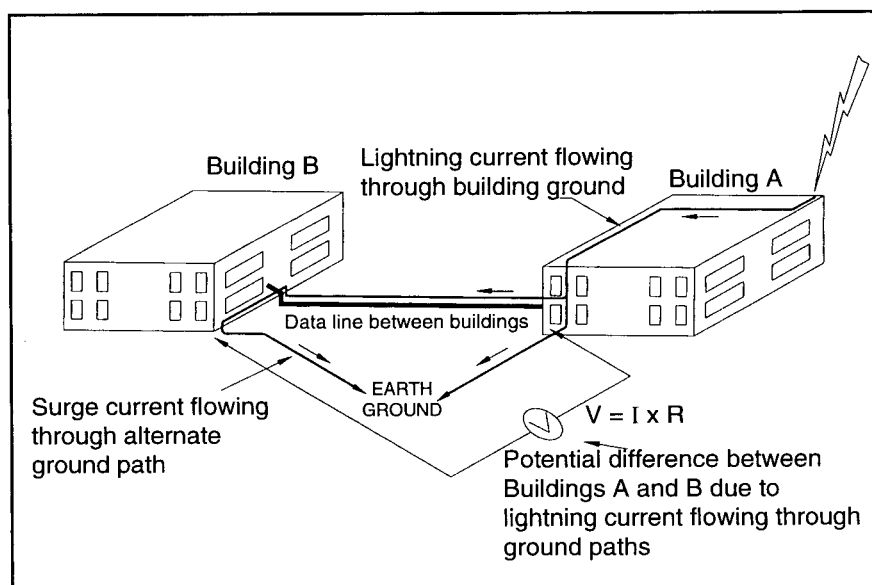 Building B
Lightning current flowing
through building ground
Building A
Data line between buildings
EARTH
GROUND
Surge current flowing
through alternate
ground path
V = I x R
V
Potential difference between
Buildings A and B due to
lightning current flowing through
ground paths